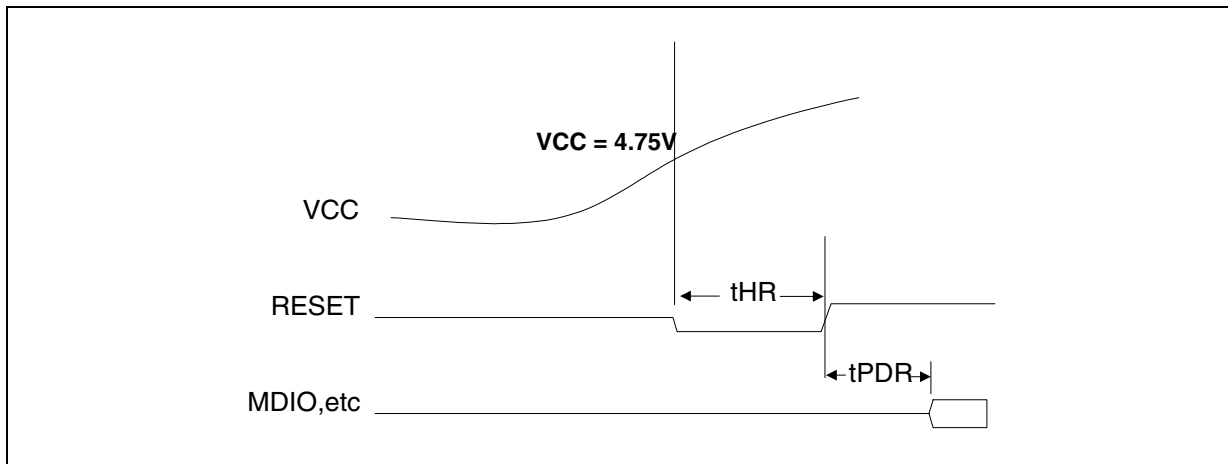 VCC = 4.75V
VCC
tHR
RESET
tPDR
MDIO,etc